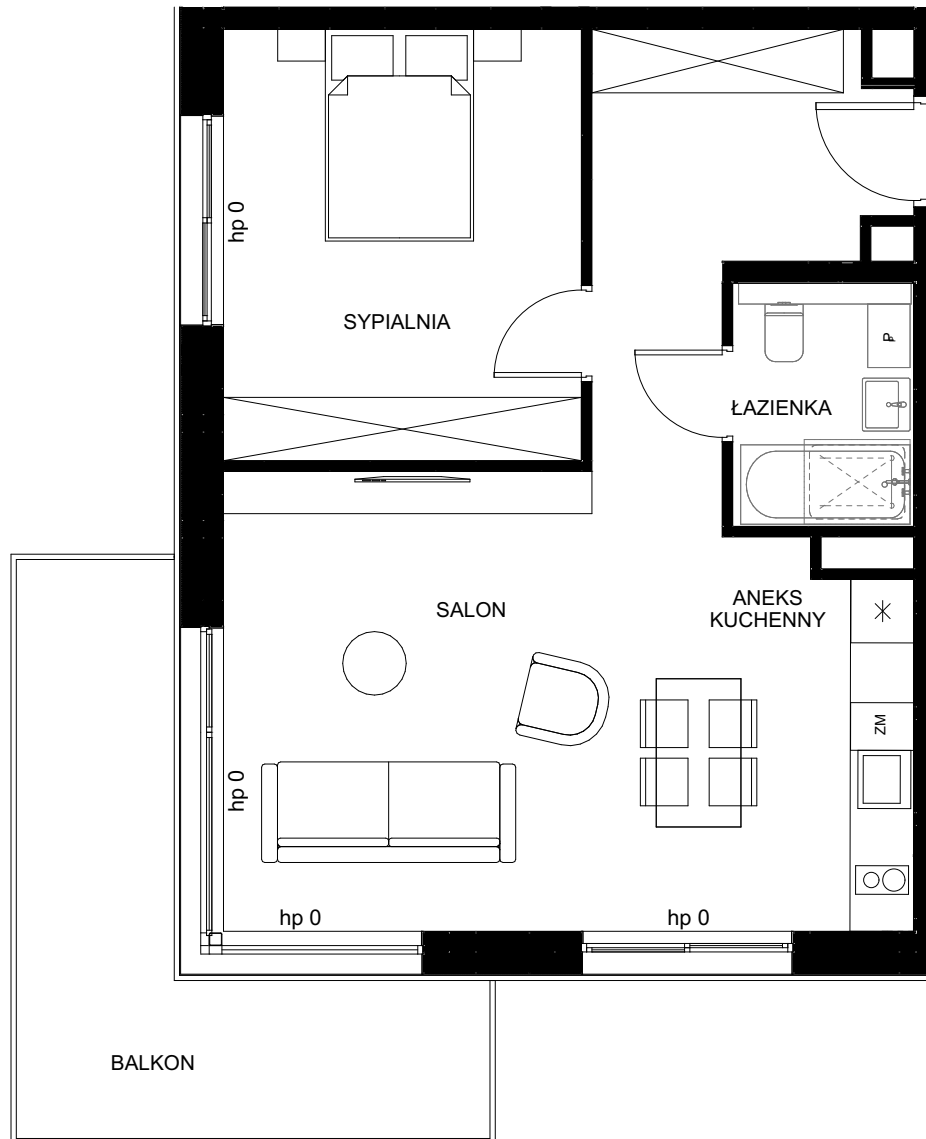 hp 0
SYPIALNIA
P
ŁAZIENKA
SALON
ANEKS
KUCHENNY
ZM
hp 0
hp 0
hp 0
BALKON